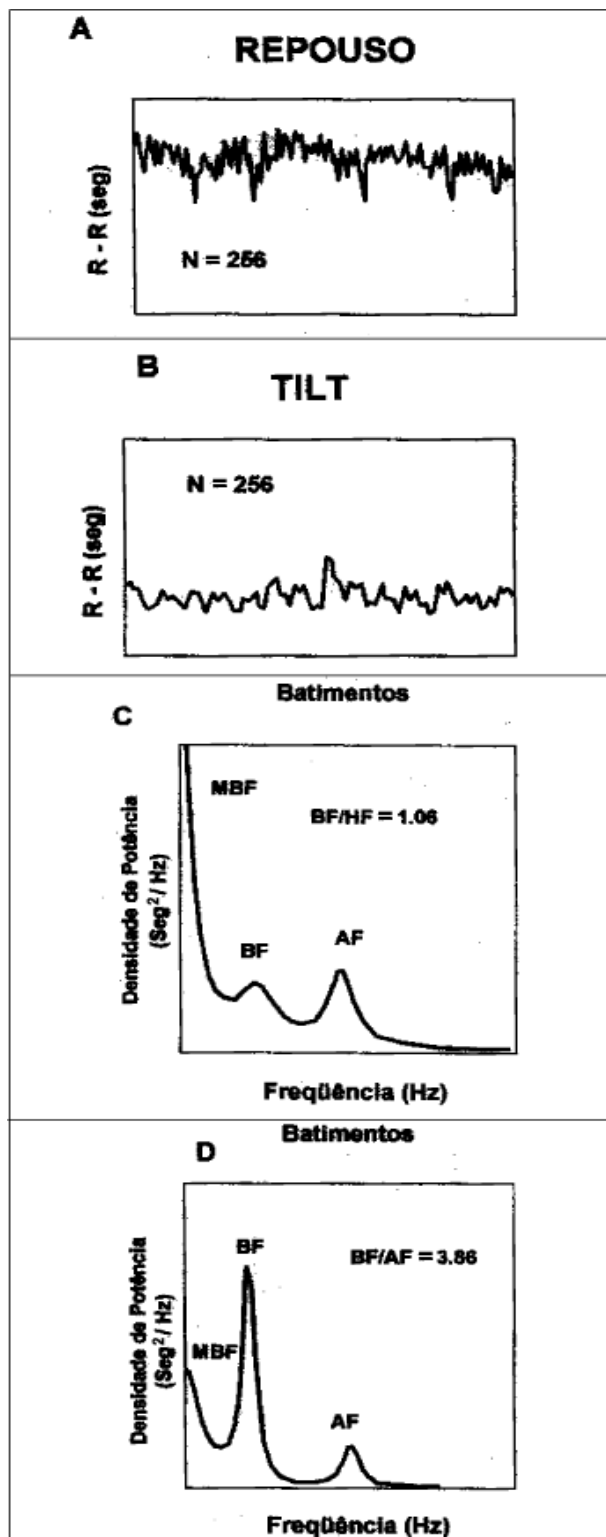 A
REPOUSO
R - R (seg)
N = 256
B
TILT
N = 256
R - R (seg)
Batimentos
C
MBF
BF/HF = 1.06
Densidade de Potência
(Seg²/ Hz)
BF
AF
Freqüência (Hz)
Batimentos
D
BF
BF/AF = 3.86
Densidade de Potência
(Seg²/ Hz)
MBF
AF
Freqüência (Hz)